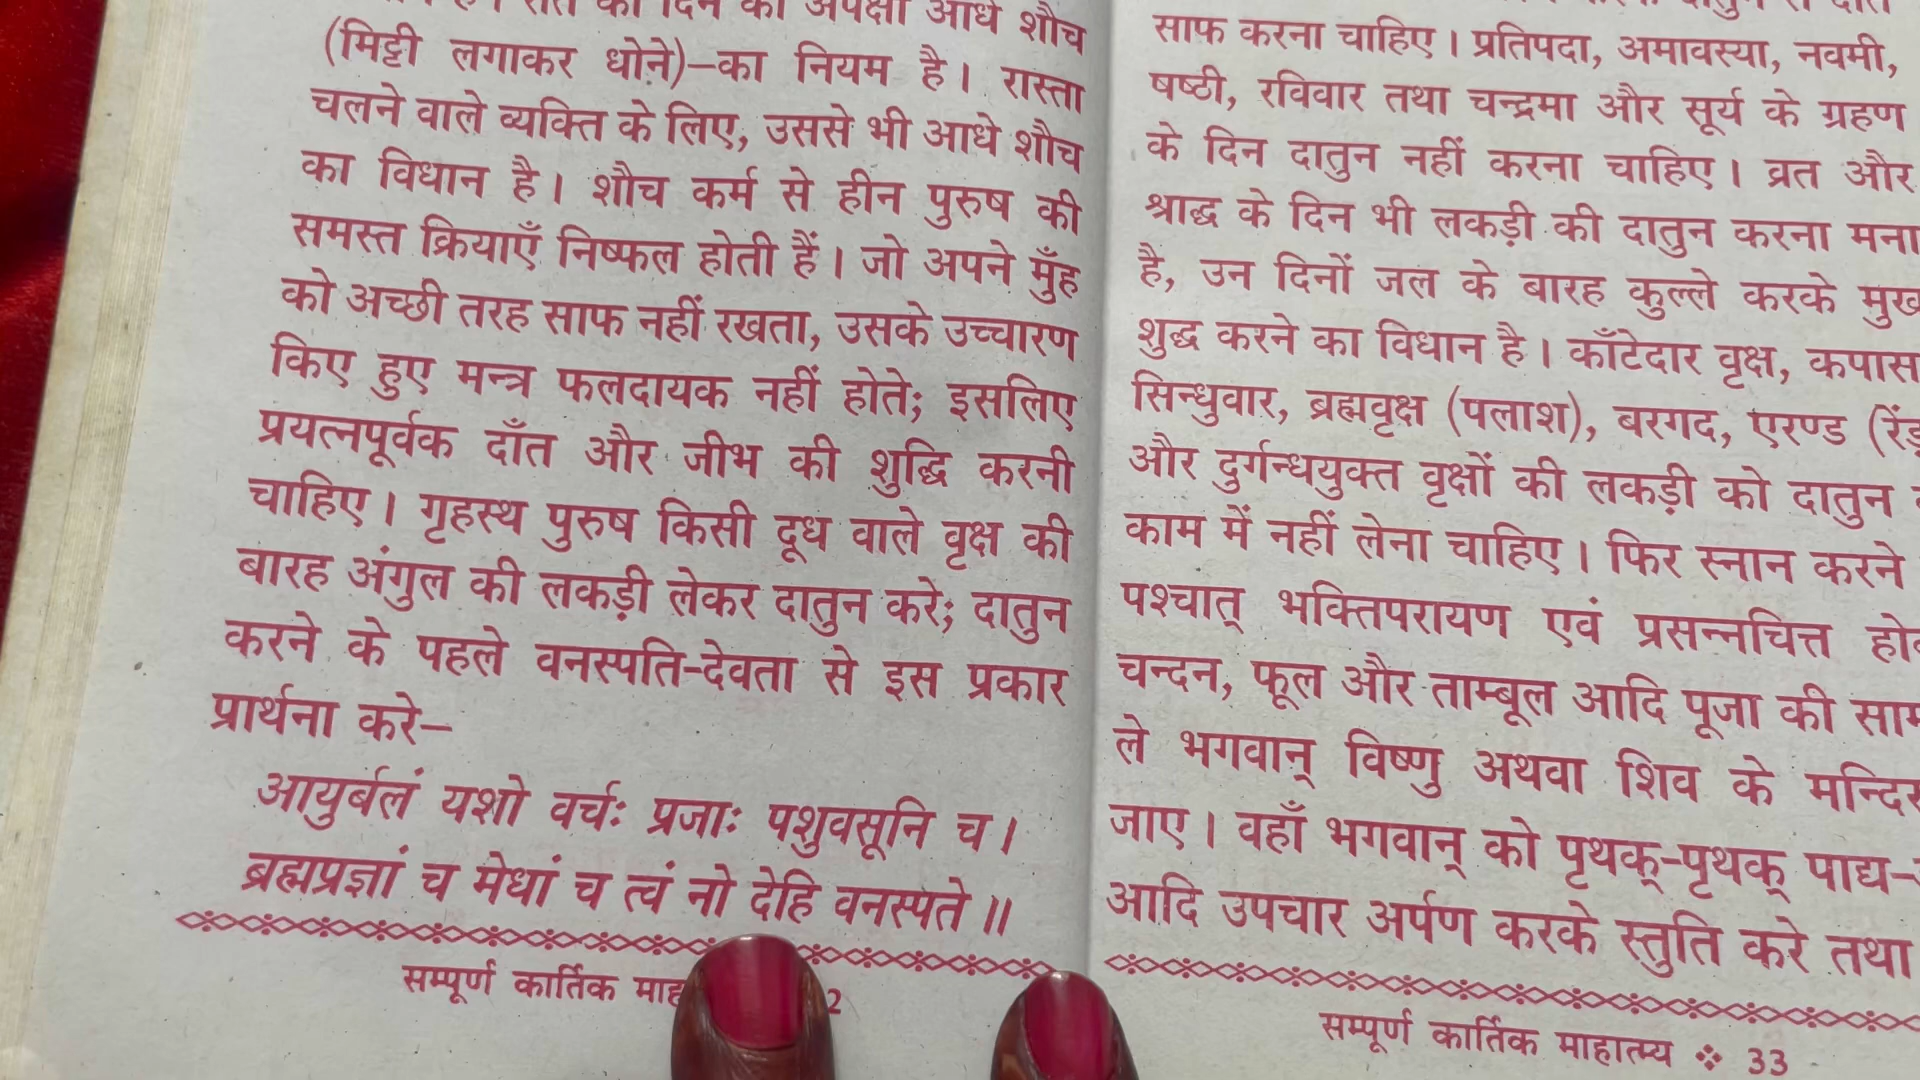 की अपेक्षा आधे शौच
(मिट्टी लगाकर धोने)–का नियम है। रास्ता
चलने वाले व्यक्ति के लिए, उससे भी आधे शौच
का विधान है। शौच कर्म से हीन पुरुष की
समस्त क्रियाएँ निष्फल होती हैं। जो अपने मुँह
को अच्छी तरह साफ नहीं रखता, उसके उच्चारण
किए हुए मन्त्र फलदायक नहीं होते; इसलिए
प्रयत्नपूर्वक दाँत और जीभ की शुद्धि करनी
चाहिए। गृहस्थ पुरुष किसी दूध वाले वृक्ष की
बारह अंगुल की लकड़ी लेकर दातुन करे; दातुन
करने के पहले वनस्पति-देवता से इस प्रकार
प्रार्थना करे–
आयुर्बलं यशो वर्चः प्रजाः पशुवसूनि च।
ब्रह्मप्रज्ञां च मेधां च त्वं नो देहि वनस्पते॥
सम्पूर्ण कार्तिक
साफ करना चाहिए। प्रतिपदा, अमावस्या, नवमी,
षष्ठी, रविवार तथा चन्द्रमा और सूर्य के ग्रहण
के दिन दातुन नहीं करना चाहिए। व्रत और
श्राद्ध के दिन भी लकड़ी की दातुन करना मना
है, उन दिनों जल के बारह कुल्ले करके मुख
शुद्ध करने का विधान है। काँटेदार वृक्ष, कपास
सिन्धुवार, ब्रह्मवृक्ष (पलाश), बरगद, एरण्ड
और दुर्गन्धयुक्त वृक्षों की लकड़ी को दातुन
काम में नहीं लेना चाहिए। फिर स्नान करने
पश्चात् भक्तिपरायण एवं प्रसन्नचित्त
चन्दन, फूल और ताम्बूल आदि पूजा की
ले भगवान् विष्णु अथवा शिव के
जाए। वहाँ भगवान् को पृथक्-पृथक् पाद्य–
आदि उपचार अर्पण करके स्तुति करे तथा
सम्पूर्ण कार्तिक माहात्म्य ❖ 33